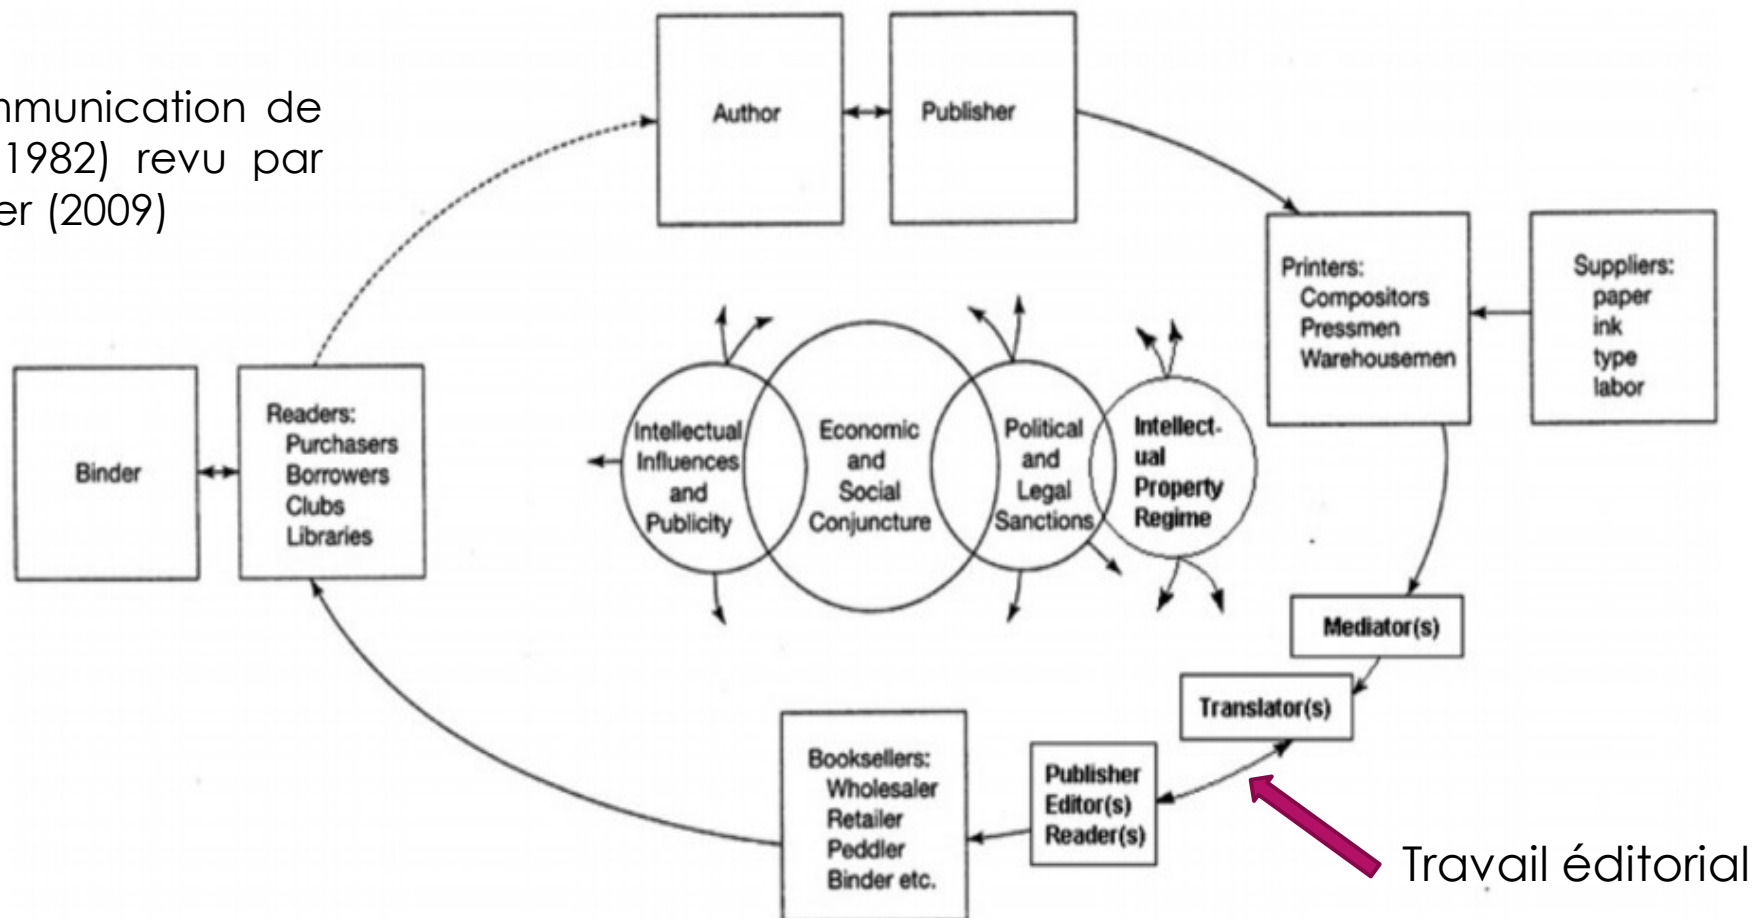 mmunication de
1982) revu par
er (2009)
Author
Publisher
Printers:
Compositors
Pressmen
Warehousemen
Suppliers:
paper
ink
type
labor
Binder
Readers:
Purchasers
Borrowers
Clubs
Libraries
Intellectual
Influences
and
Publicity
Economic
and
Social
Conjuncture
Political
and
Legal
Sanctions
Intellect-
ual
Property
Regime
Mediator(s)
Translator(s)
Publisher
Editor(s)
Reader(s)
Booksellers:
Wholesaler
Retailer
Peddler
Binder etc.
Travail éditorial